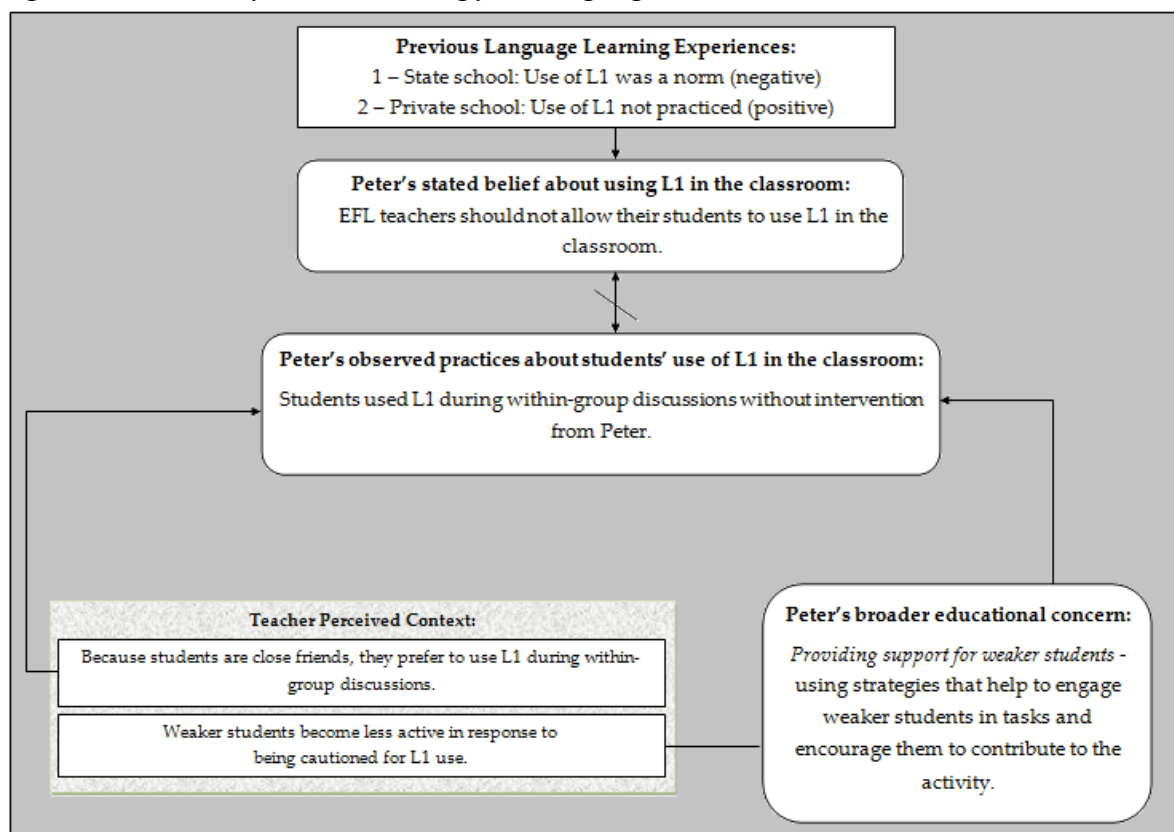 Previous Language Learning Experiences:
1 – State school: Use of L1 was a norm (negative)
2 – Private school: Use of L1 not practiced (positive)
Peter's stated belief about using L1 in the classroom:
EFL teachers should not allow their students to use L1 in the
classroom.
Peter's observed practices about students' use of L1 in the classroom:
Students used L1 during within-group discussions without intervention
from Peter.
Teacher Perceived Context:
Because students are close friends, they prefer to use L1 during within-
group discussions.
Weaker students become less active in response to
being cautioned for L1 use.
Peter's broader educational concern:
Providing support for weaker students -
using strategies that help to engage
weaker students in tasks and
encourage them to contribute to the
activity.